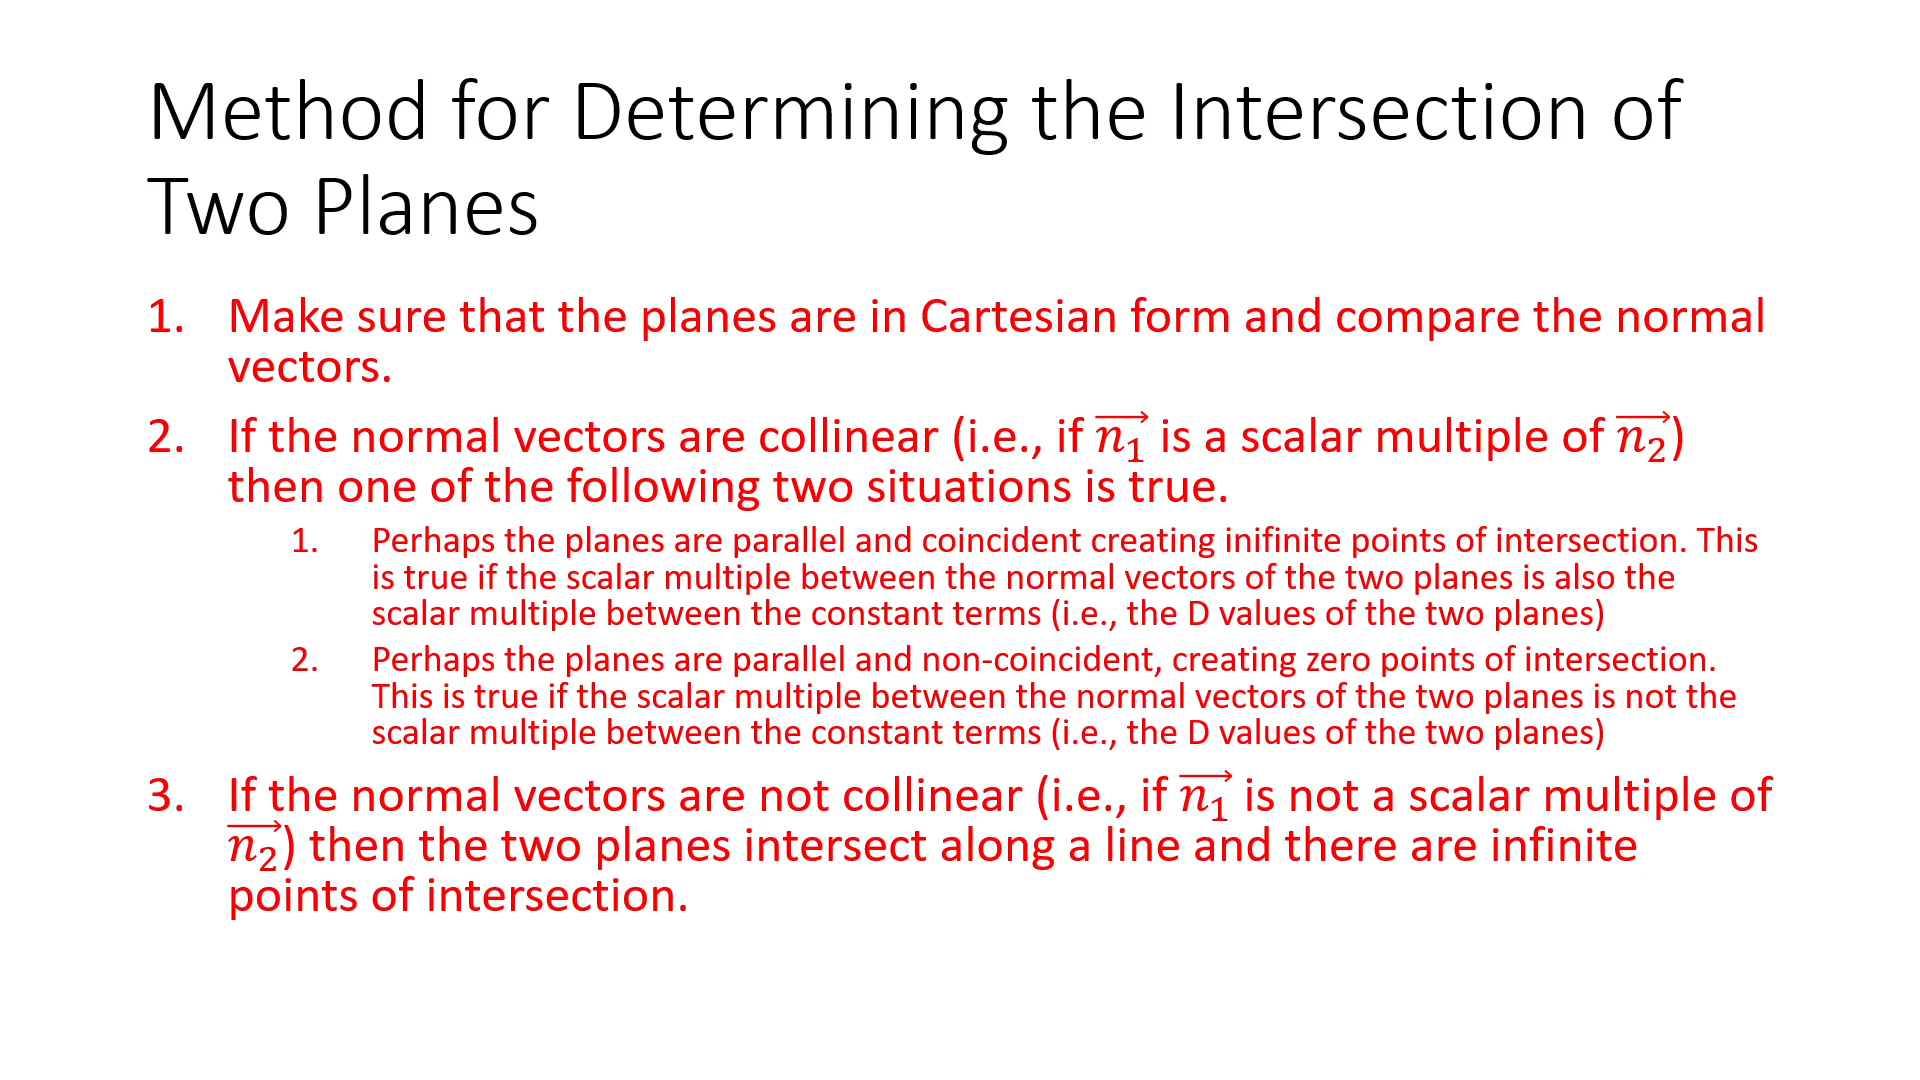 Method for Determining the Intersection of
Two Planes
1. Make sure that the planes are in Cartesian form and compare the normal
vectors.
2. If the normal vectors are collinear (i.e., if $\overrightarrow{n_1}$ is a scalar multiple of $\overrightarrow{n_2}$)
then one of the following two situations is true.
1. Perhaps the planes are parallel and coincident creating inifinite points of intersection. This
is true if the scalar multiple between the normal vectors of the two planes is also the
scalar multiple between the constant terms (i.e., the D values of the two planes)
2. Perhaps the planes are parallel and non-coincident, creating zero points of intersection.
This is true if the scalar multiple between the normal vectors of the two planes is not the
scalar multiple between the constant terms (i.e., the D values of the two planes)
3. If the normal vectors are not collinear (i.e., if $\overrightarrow{n_1}$ is not a scalar multiple of
$\overrightarrow{n_2}$) then the two planes intersect along a line and there are infinite
points of intersection.